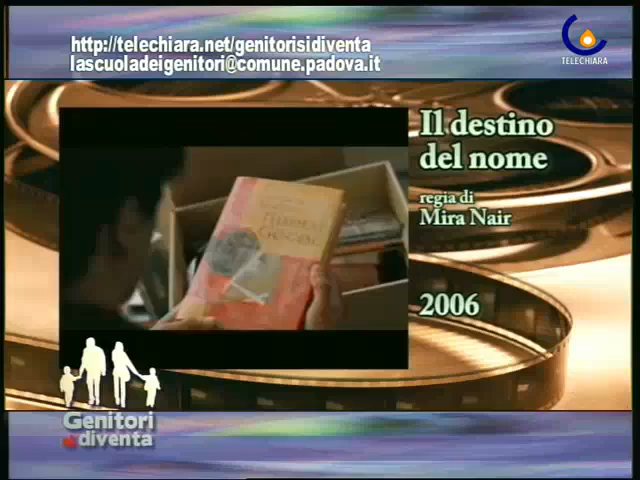 http://telechiara.net/genitorisidiventa
lascuoladeigenitori@comune.padova.it
TELECHIARA
Il destino
del nome
regia di
Mira Nair
2006
Genitori
si diventa